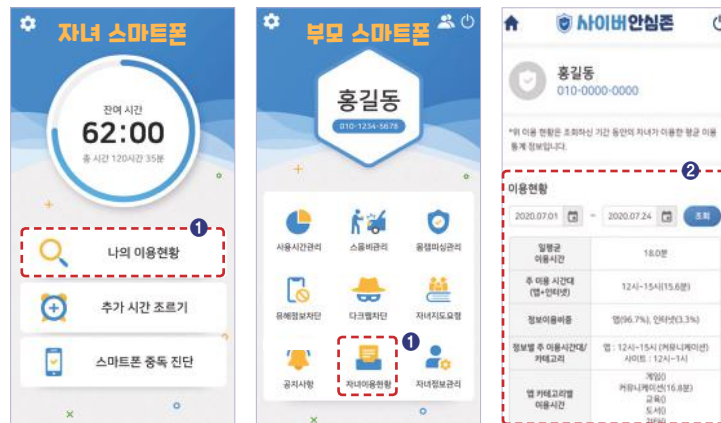 자녀 스마트폰
잔여 시간
62:00
총 시간 120시간 35분
1
나의 이용현황
추가 시간 조르기
스마트폰 중독 진단
부모 스마트폰
홍길동
010-1234-5678
사용시간관리
스몸비관리
몸캠피싱관리
유해정보차단
다크웹차단
자녀지도요령
1
공지사항
자녀이용현황
자녀정보관리
사이버안심존
홍길동
010-0000-0000
*위 이용 현황은 조회하신 기간 동안의 자녀가 이용한 평균 이용
통계 정보입니다.
2
이용현황
2020.07.01 ~ 2020.07.24 조회
일평균
이용시간
18.0분
주 이용 시간대
(앱+인터넷)
12시~15시(15.6분)
정보이용비중
앱(96.7%), 인터넷(3.3%)
정보별 주 이용시간대/
카테고리
앱 : 12시~15시 (커뮤니케이션)
사이트 : 12시~1시
앱 카테고리별
이용시간
게임()
커뮤니케이션(16.8분)
교육()
도서()